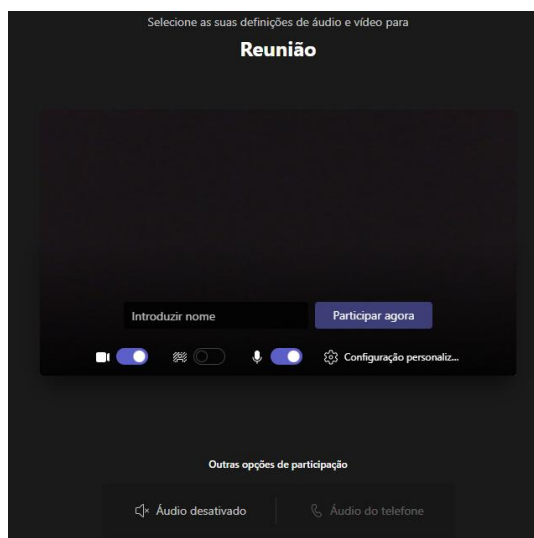 Selecione as suas definições de áudio e vídeo para
Reunião
Introduzir nome
Participar agora
Configuração personaliz...
Outras opções de participação
Áudio desativado
Áudio do telefone